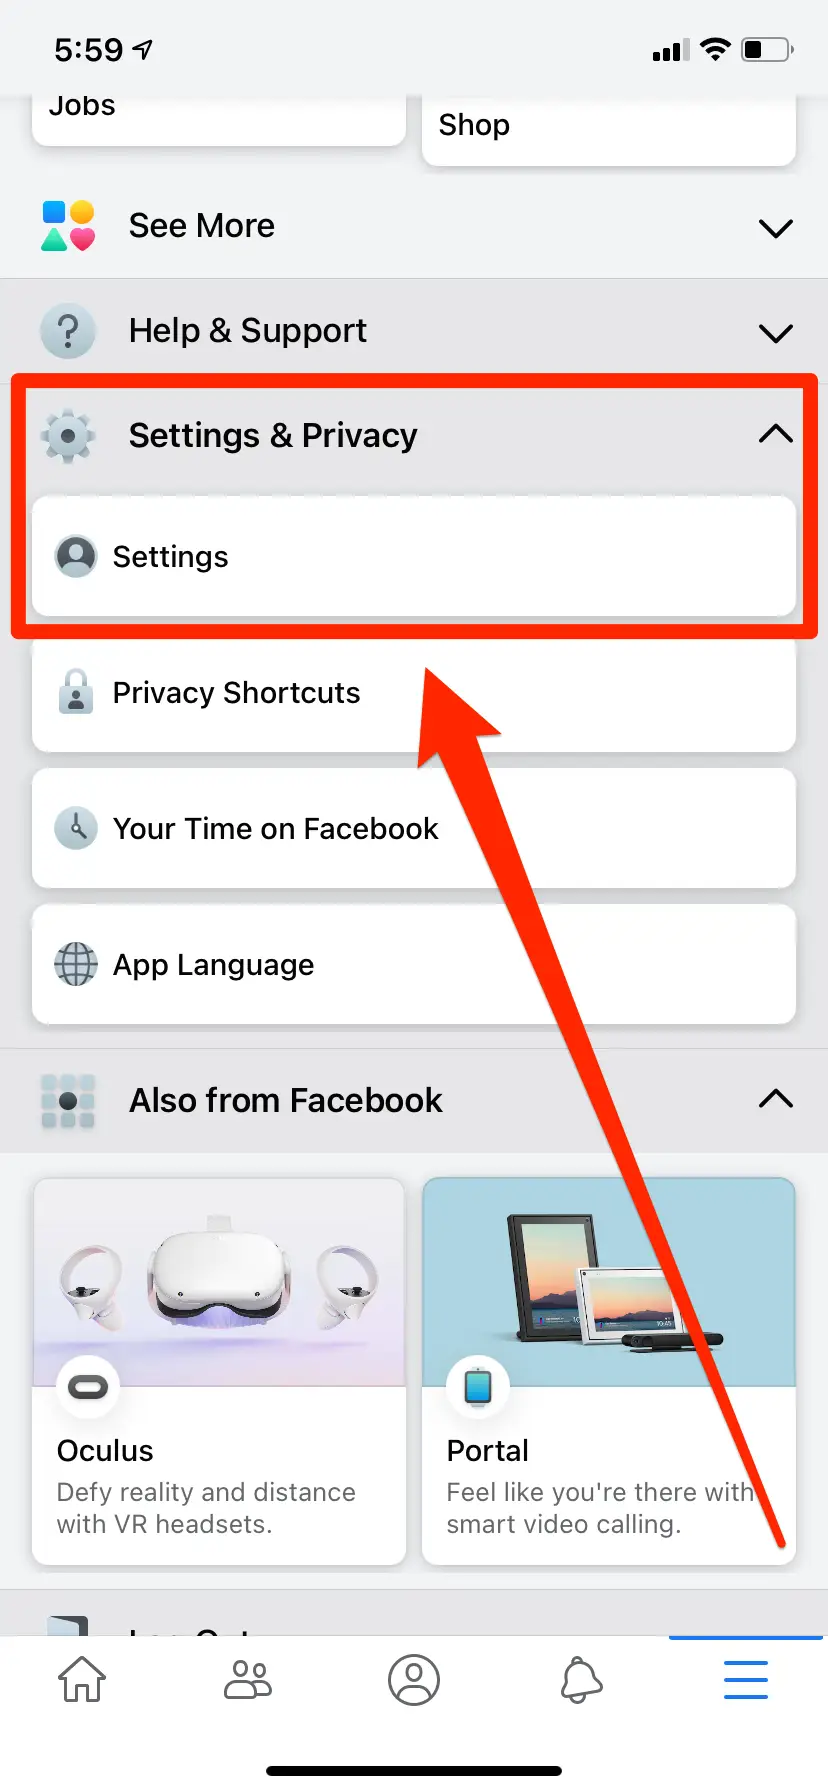 5:59
Jobs
Shop
See More
Help & Support
Settings & Privacy
Settings
Privacy Shortcuts
Your Time on Facebook
App Language
Also from Facebook
Oculus
Defy reality and distance
with VR headsets.
Portal
Feel like you're there with
smart video calling.
Log Out